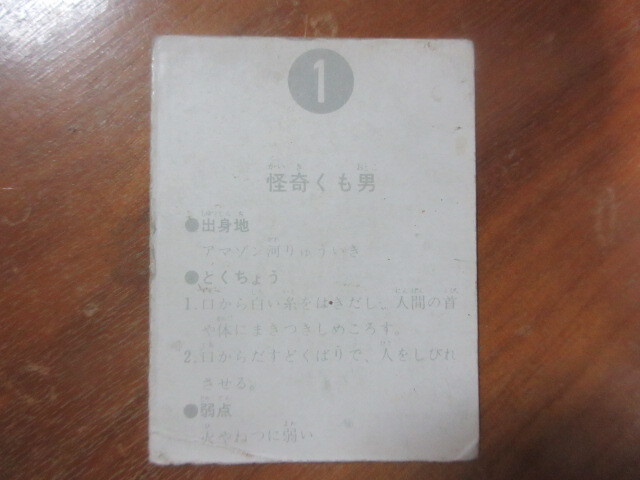 1
怪奇くも男
●出身地
アマゾン河りゅういき
●とくちょう
1.口から白い糸をはきだし、人間の首
や体にまきつきしめころす。
2.口からだすどくばりで、人をしびれ
させる。
●弱点
火やねつに弱い